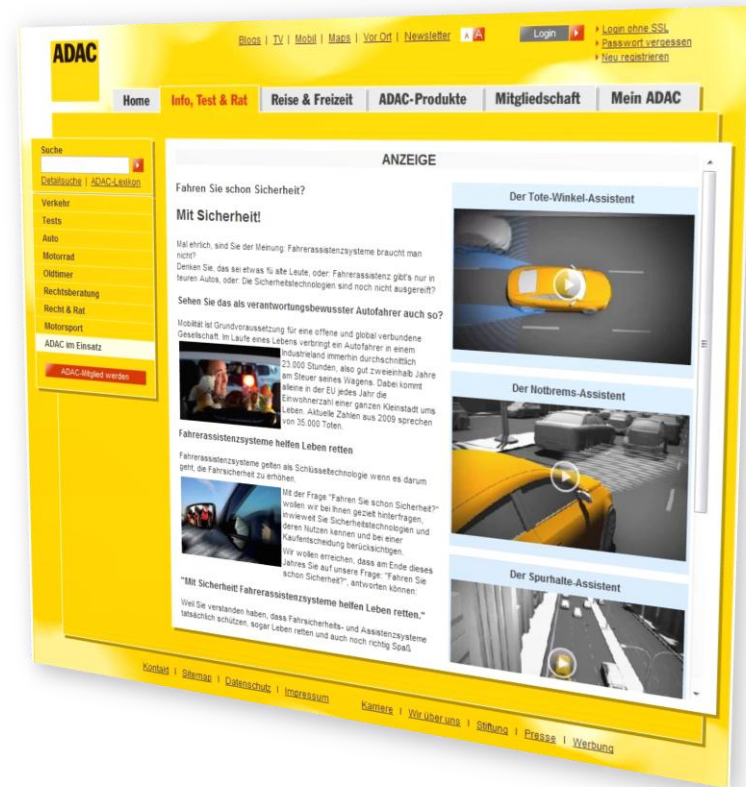 ADAC
Blogs | TV | Mobil | Maps | Vor Ort | Newsletter A A
Login
Login ohne SSL
Passwort vergessen
Neu registrieren
Home
Info, Test & Rat
Reise & Freizeit
ADAC-Produkte
Mitgliedschaft
Mein ADAC
Suche
Detailsuche | ADAC-Lexikon
Verkehr
Tests
Auto
Motorrad
Oldtimer
Rechtsberatung
Recht & Rat
Motorsport
ADAC im Einsatz
ADAC-Mitglied werden
ANZEIGE
Fahren Sie schon Sicherheit?
Mit Sicherheit!
Mal ehrlich, sind Sie der Meinung: Fahrerassistenzsysteme braucht man
nicht?
Denken Sie, das sei etwas für alte Leute, oder: Fahrerassistenz gibt's nur in
teuren Autos, oder: Die Sicherheitstechnologien sind noch nicht ausgereift?
Sehen Sie das als verantwortungsbewusster Autofahrer auch so?
Mobilität ist Grundvoraussetzung für eine offene und global verbundene
Gesellschaft. Im Laufe eines Lebens verbringt ein Autofahrer in einem
Industrieland immerhin durchschnittlich
23.000 Stunden, also gut zweieinhalb Jahre
am Steuer seines Wagens. Dabei kommt
alleine in der EU jedes Jahr die
Einwohnerzahl einer ganzen Kleinstadt ums
Leben. Aktuelle Zahlen aus 2009 sprechen
von 35.000 Toten.
Fahrerassistenzsysteme helfen Leben retten
Fahrerassistenzsysteme gelten als Schlüsseltechnologie wenn es darum
geht, die Fahrsicherheit zu erhöhen.
Mit der Frage "Fahren Sie schon Sicherheit?"
wollen wir bei Ihnen gezielt hinterfragen,
inwieweit Sie Sicherheitstechnologien und
deren Nutzen kennen und bei einer
Kaufentscheidung berücksichtigen.
Wir wollen erreichen, dass am Ende dieses
Jahres Sie auf unsere Frage: "Fahren Sie
schon Sicherheit?", antworten können:
"Mit Sicherheit! Fahrerassistenzsysteme helfen Leben retten."
Weil Sie verstanden haben, dass Fahrsicherheits- und Assistenzsysteme
tatsächlich schützen, sogar Leben retten und auch noch richtig Spaß
Der Tote-Winkel-Assistent
Der Notbrems-Assistent
Der Spurhalte-Assistent
Kontakt | Sitemap | Datenschutz | Impressum
Karriere | Wir über uns | Stiftung | Presse | Werbung